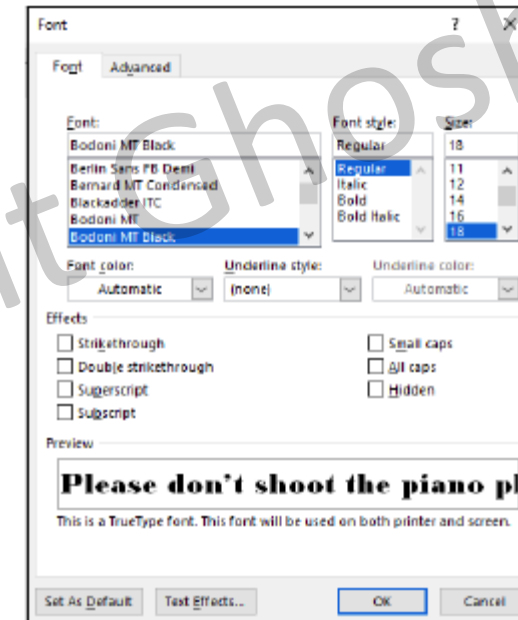 Font ? ×
Font Advanced
Font: Font style: Size:
Bodoni MT Black Regular 18
Berlin Sans FB Demi Regular 11
Bernard MT Condensed Italic 12
Blackadder ITC Bold 14
Bodoni MT Bold Italic 16
Bodoni MT Black 18
Font color: Underline style: Underline color:
Automatic (none) Automatic
Effects
Strikethrough Small caps
Double strikethrough All caps
Superscript Hidden
Subscript
Preview
Please don't shoot the piano pl
This is a TrueType font. This font will be used on both printer and screen.
Set As Default Text Effects... OK Cancel
t Ghosh